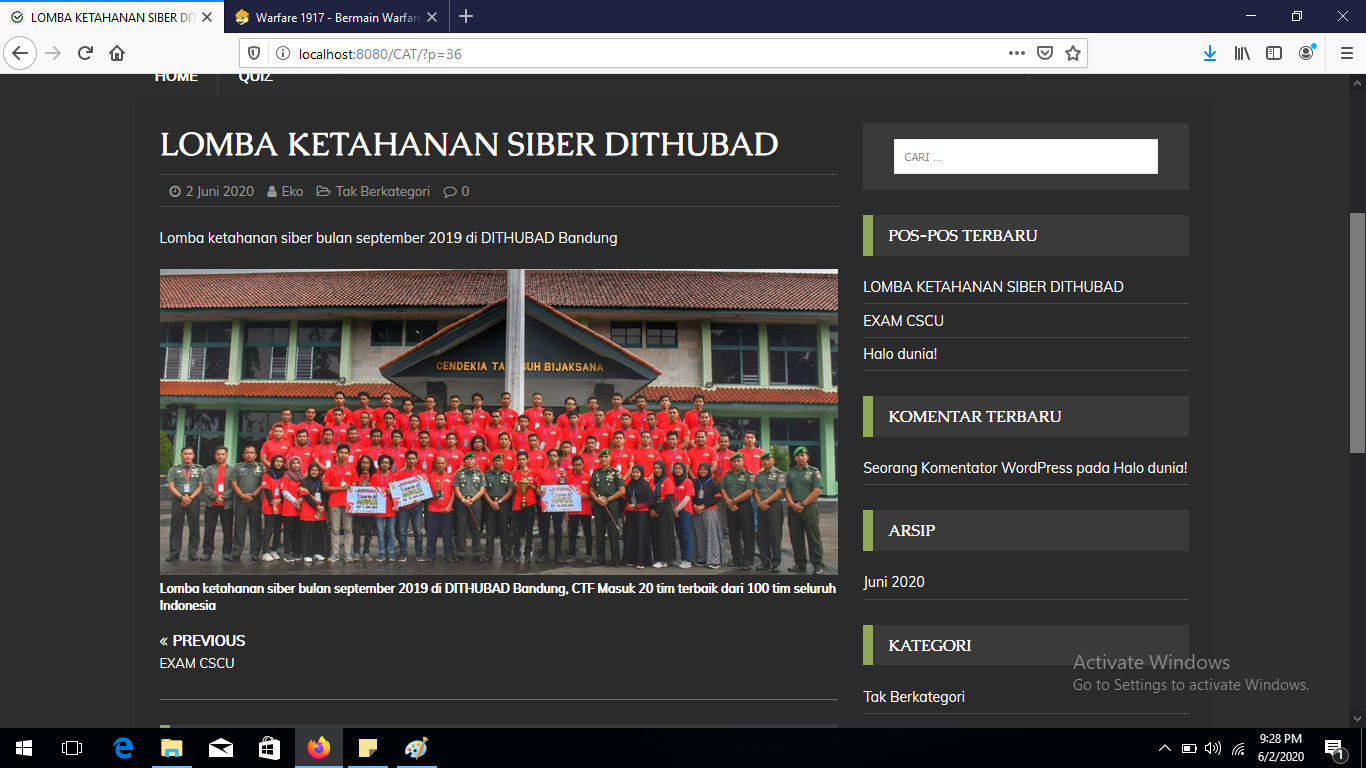 LOMBA KETAHANAN SIBER DIT
Warfare 1917 - Bermain Warfare
localhost:8080/CAT/?p=36
HOME QUIZ
LOMBA KETAHANAN SIBER DITHUBAD
2 Juni 2020 Eko Tak Berkategori 0
Lomba ketahanan siber bulan september 2019 di DITHUBAD Bandung
CENDEKIA BIJAKSANA
Lomba ketahanan siber bulan september 2019 di DITHUBAD Bandung, CTF Masuk 20 tim terbaik dari 100 tim seluruh
Indonesia
« PREVIOUS
EXAM CSCU
CARI ...
POS-POS TERBARU
LOMBA KETAHANAN SIBER DITHUBAD
EXAM CSCU
Halo dunia!
KOMENTAR TERBARU
Seorang Komentator WordPress pada Halo dunia!
ARSIP
Juni 2020
KATEGORI
Tak Berkategori
Activate Windows
Go to Settings to activate Windows.
9:28 PM
6/2/2020
1